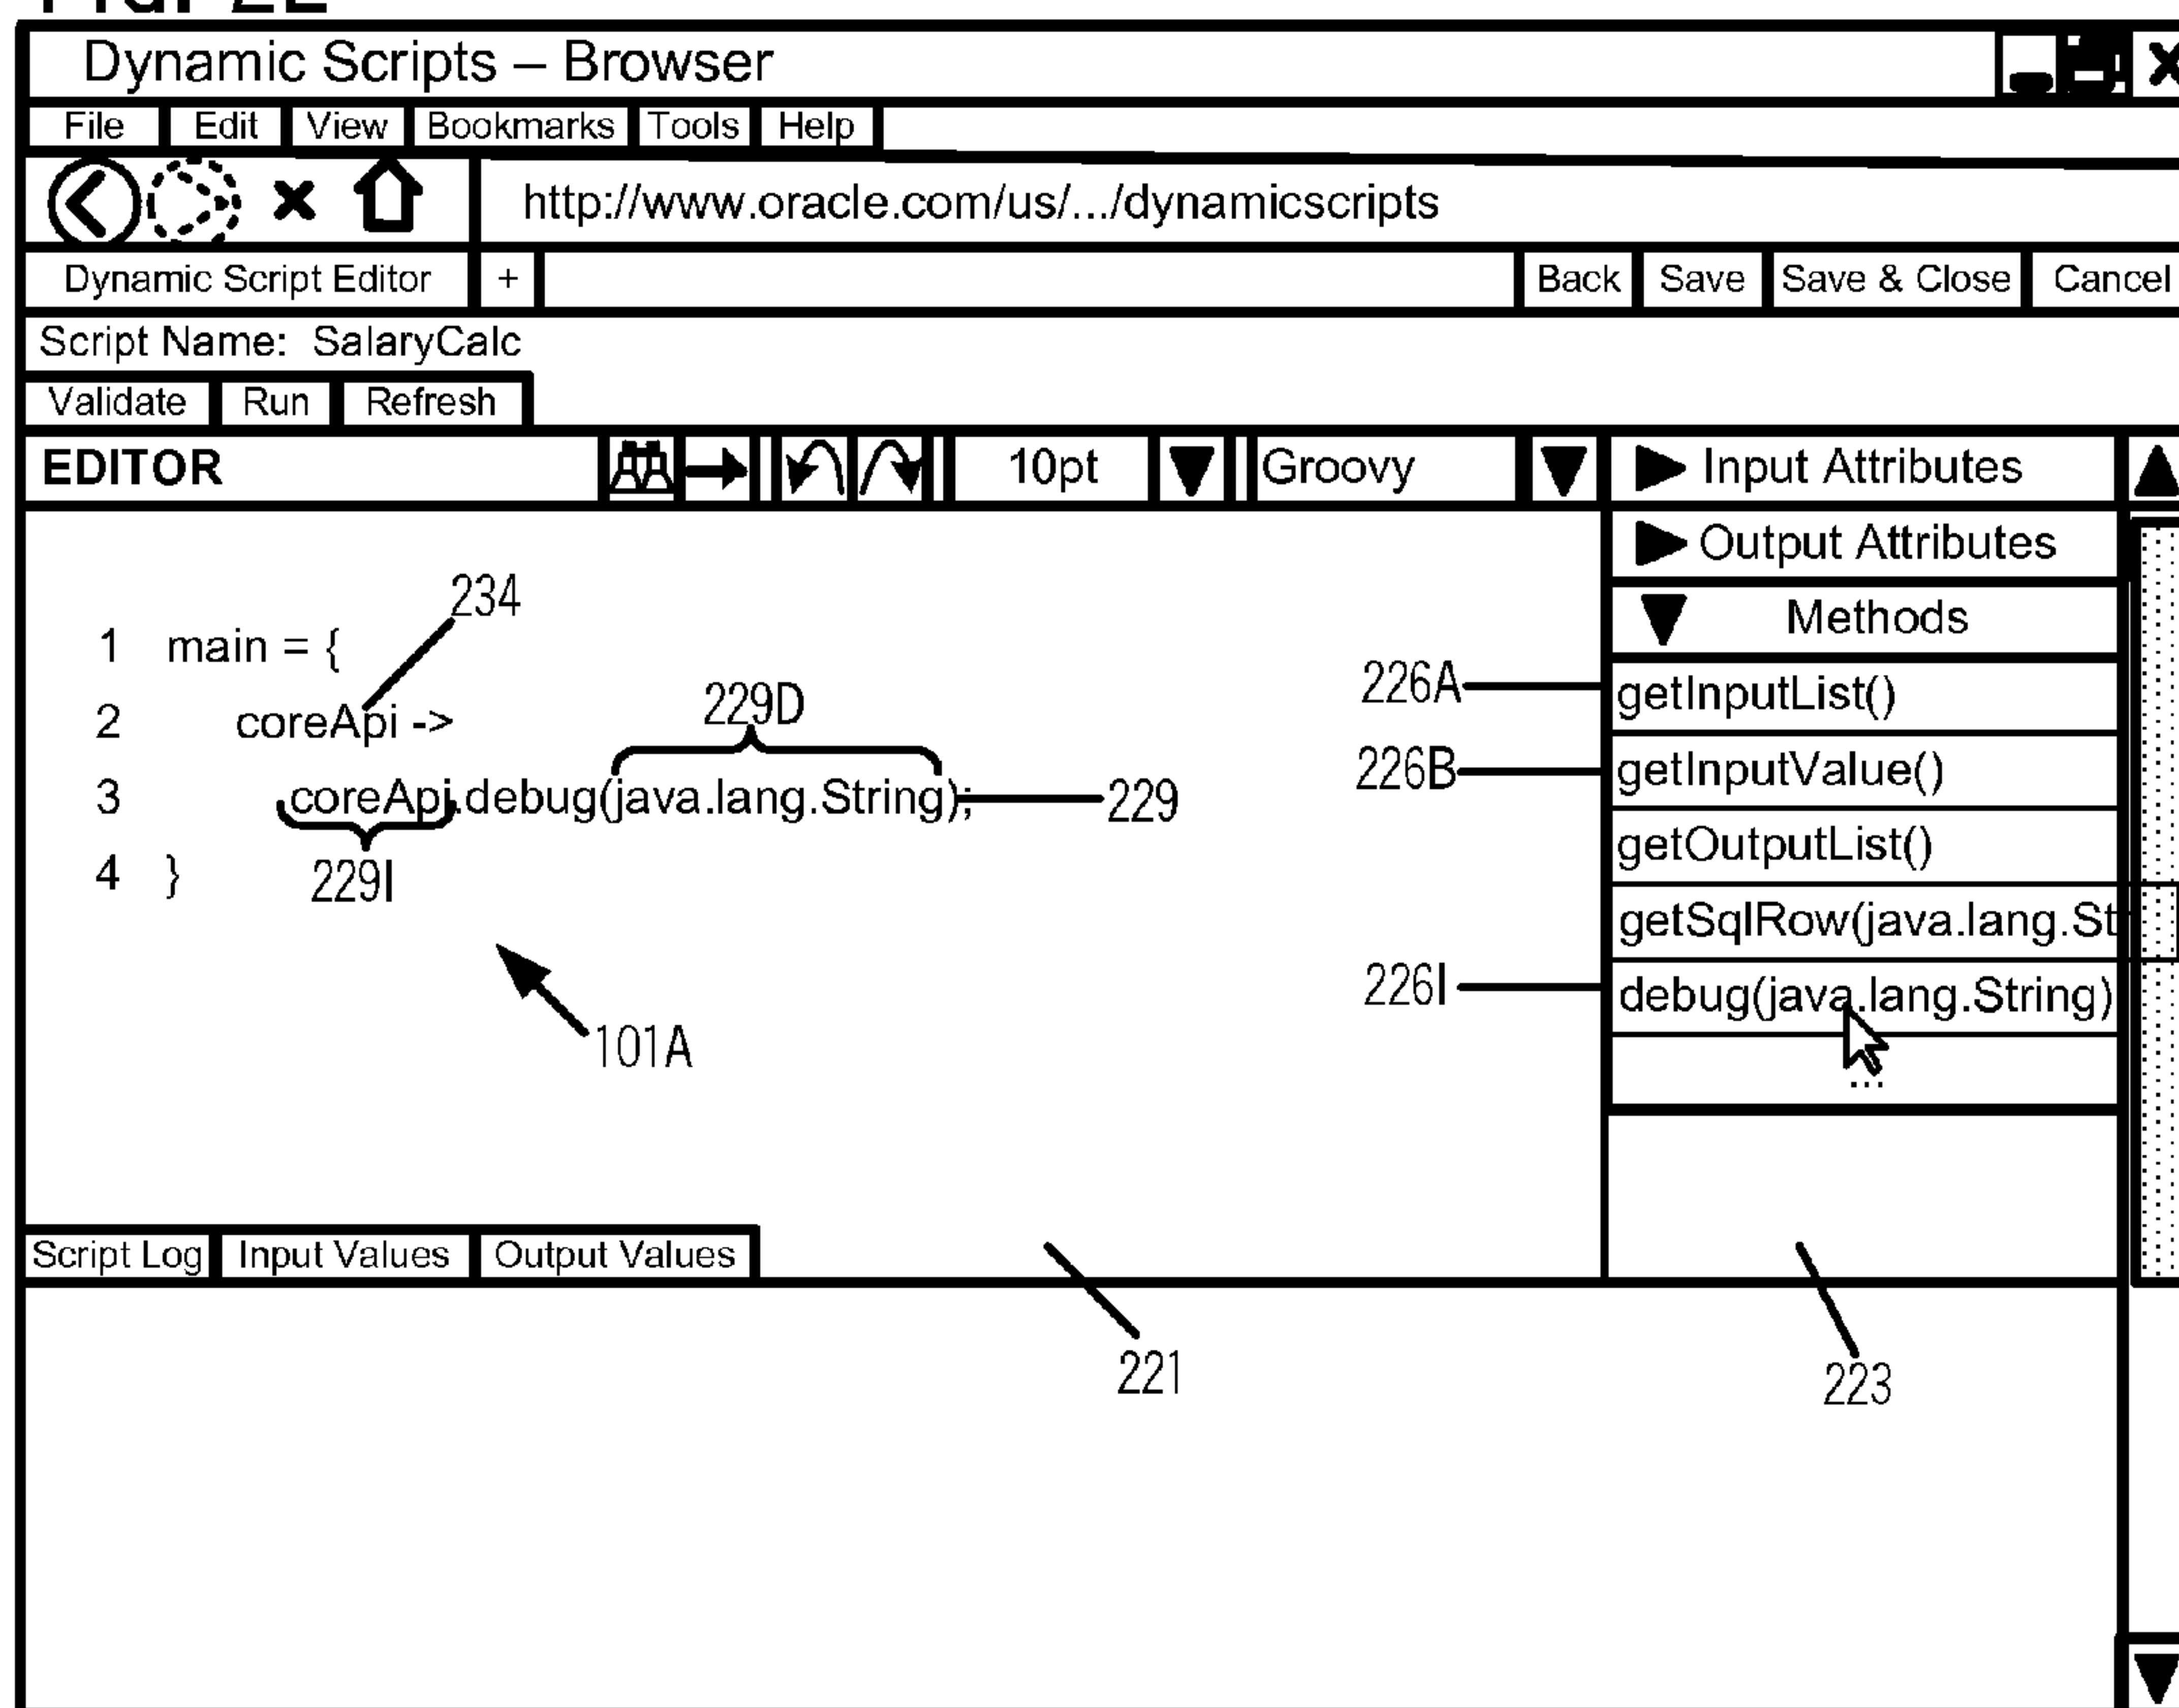 Dynamic Scripts – Browser
File Edit View Bookmarks Tools Help
http://www.oracle.com/us/.../dynamicscripts
Dynamic Script Editor + Back Save Save & Close Cancel
Script Name: SalaryCalc
Validate Run Refresh
EDITOR 10pt Groovy Input Attributes
Output Attributes
Methods
234
1 main = {
2 coreApi ->
229D
3 coreApi.debug(java.lang.String); 229
229I
4 }
101A
226A getInputList()
226B getInputValue()
getOutputList()
getSqlRow(java.lang.St
226I debug(java.lang.String)
...
Script Log Input Values Output Values
221
223